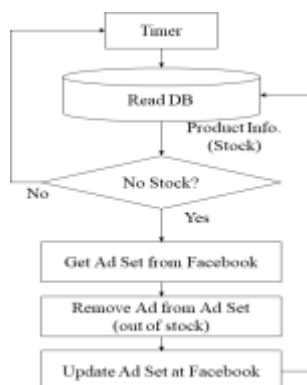 Timer
Read DB
Product Info.
(Stock)
No Stock?
No
Yes
Get Ad Set from Facebook
Remove Ad from Ad Set
(out of stock)
Update Ad Set at Facebook